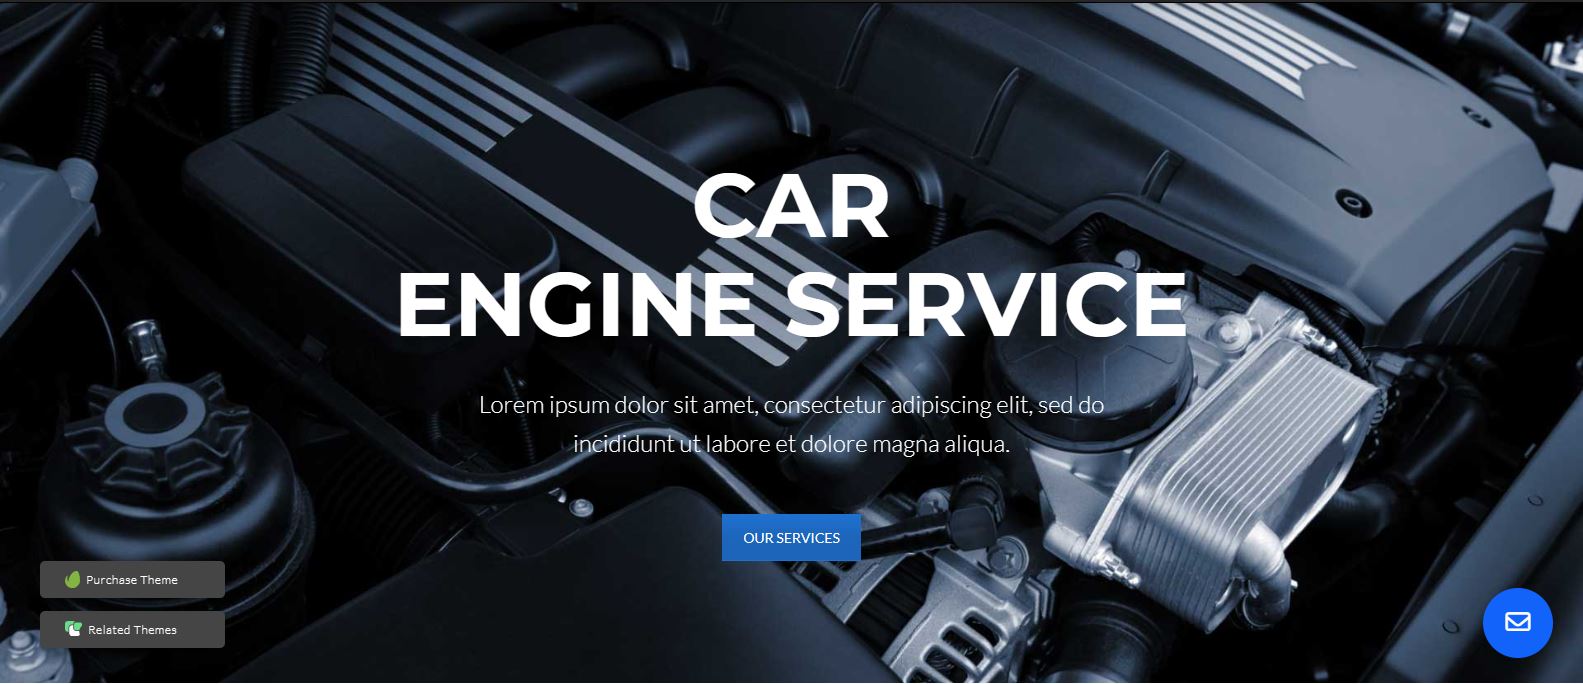 CAR
ENGINE SERVICE
Lorem ipsum dolor sit amet, consectetur adipiscing elit, sed do
incididunt ut labore et dolore magna aliqua.
OUR SERVICES
Purchase Theme
Related Themes